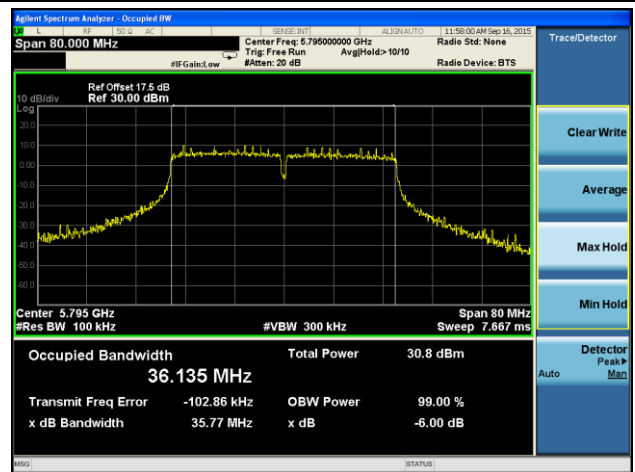 Agilent Spectrum Analyzer - Occupied BW
L RF 50 Ω AC SENSE:INT ALIGN AUTO 11:58:00 AM Sep 16, 2015
Span 80.000 MHz Center Freq: 5.795000000 GHz Radio Std: None Trace/Detector
Trig: Free Run Avg|Hold:>10/10
#IFGain:Low #Atten: 20 dB Radio Device: BTS
Ref Offset 17.5 dB
10 dB/div Ref 30.00 dBm
Log
20.0
10.0
0.00
-10.0
-20.0
-30.0
-40.0
-50.0
-60.0
Clear Write
Average
Max Hold
Min Hold
Center 5.795 GHz Span 80 MHz
#Res BW 100 kHz #VBW 300 kHz Sweep 7.667 ms
Occupied Bandwidth Total Power 30.8 dBm
36.135 MHz
Transmit Freq Error -102.86 kHz OBW Power 99.00 %
x dB Bandwidth 35.77 MHz x dB -6.00 dB
Detector
Peak▶
Auto Man
MSG STATUS